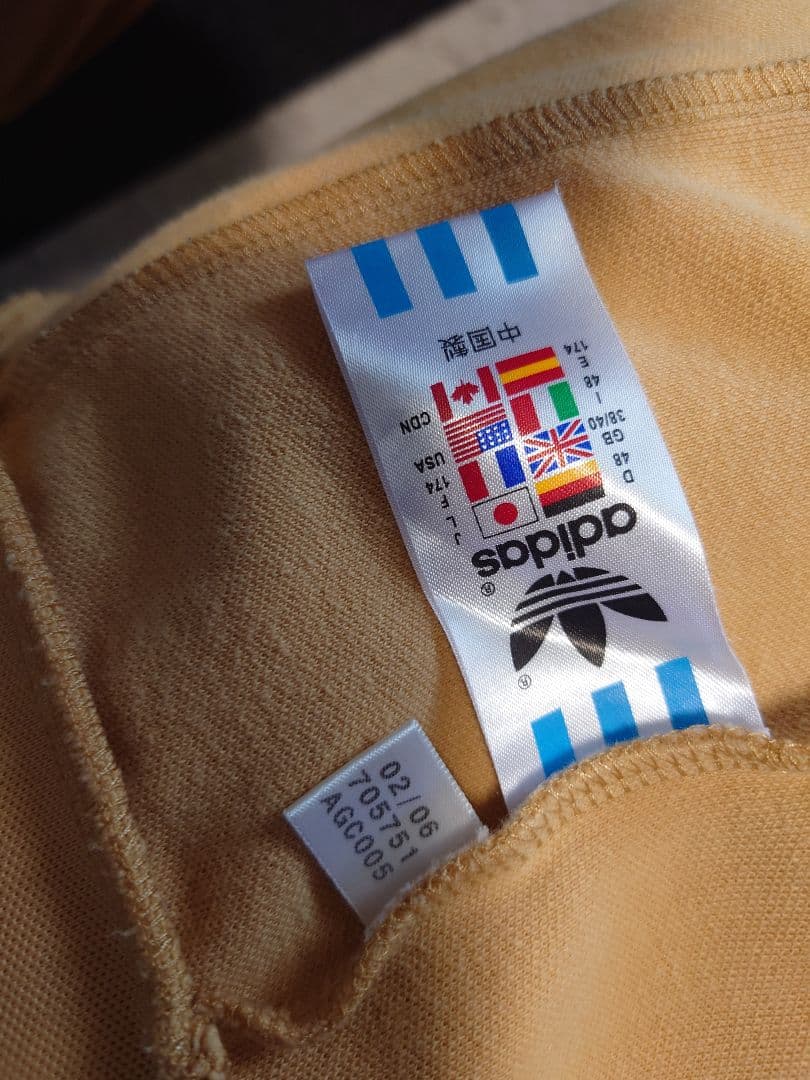 ®
adidas®
D 48
GB 38/40
I 48
E 174
J L
F 174
USA
CDN
中国製
02/06
705751
AGC005